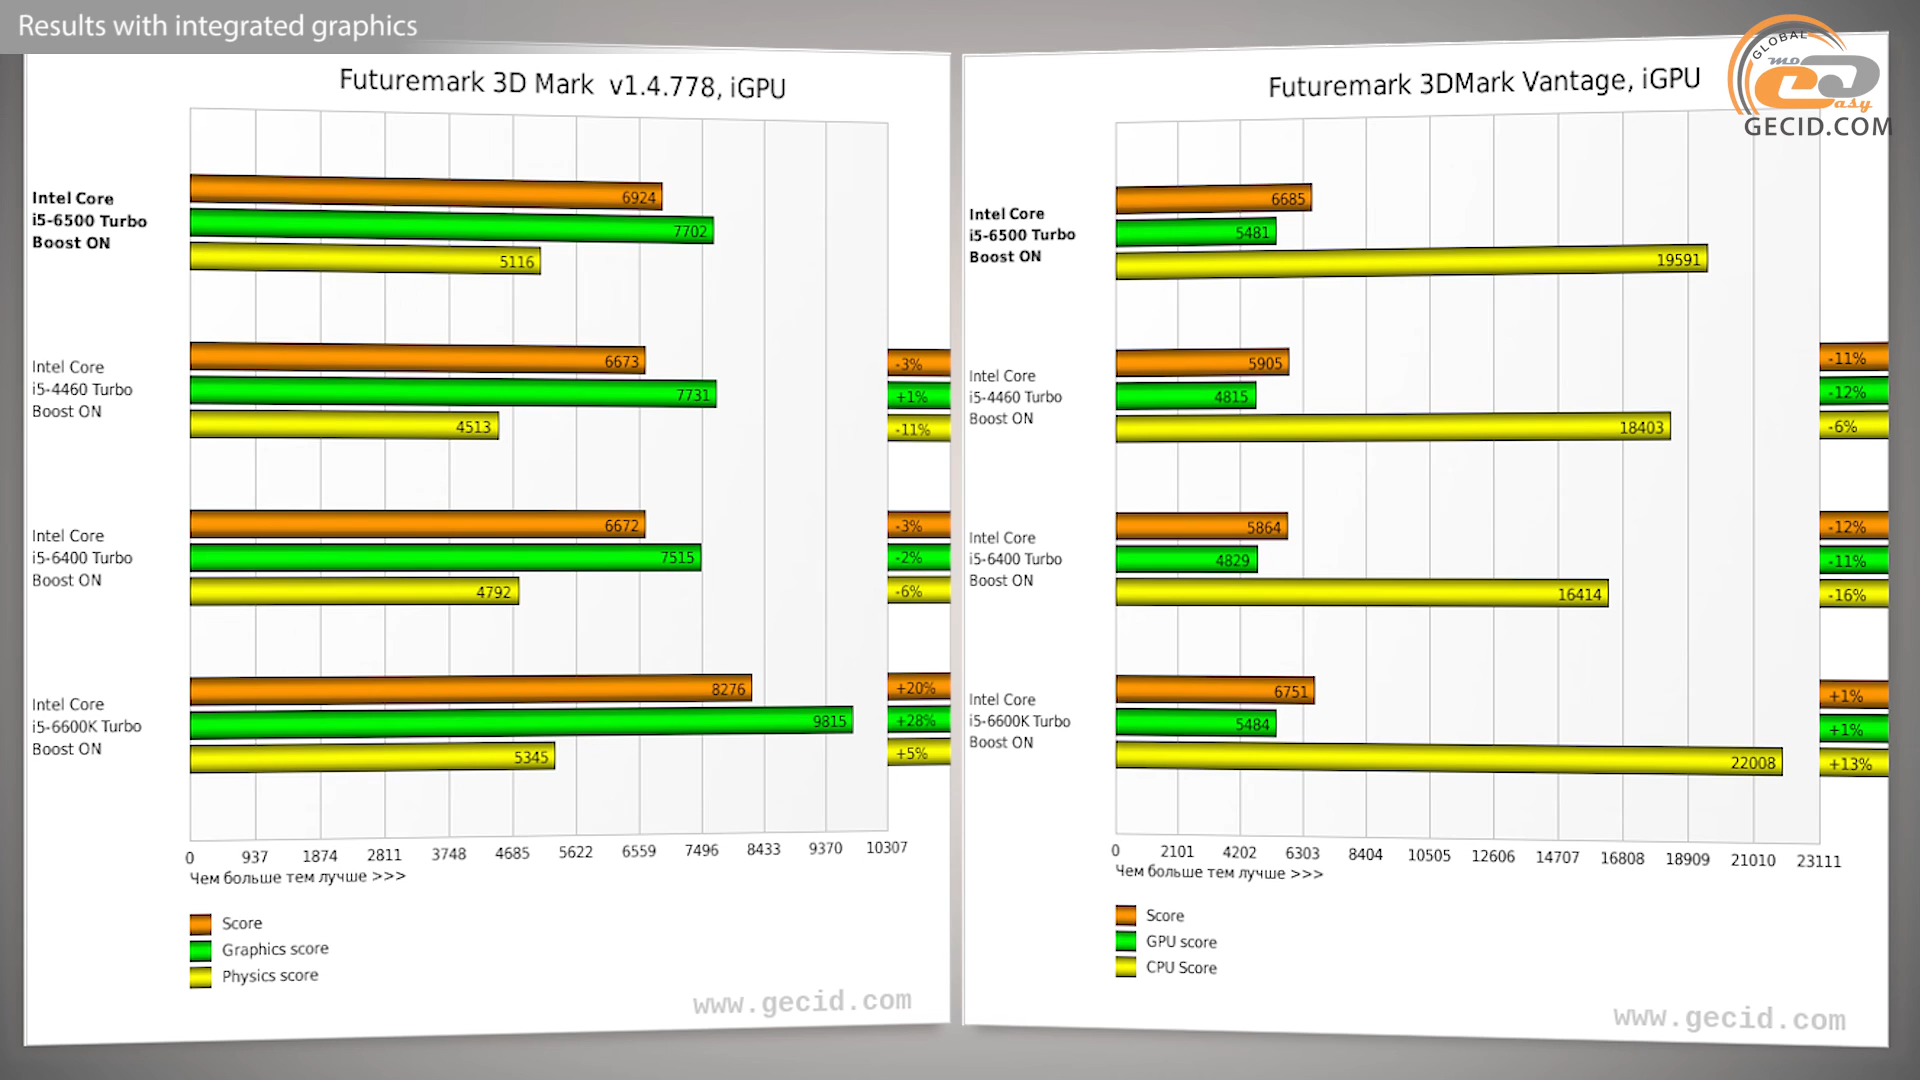 Results with integrated graphics
GLOBAL
mo
asy
GECID.COM
Futuremark 3D Mark v1.4.778, iGPU
Intel Core
i5-6500 Turbo
Boost ON
6924
7702
5116
Intel Core
i5-4460 Turbo
Boost ON
6673
7731
4513
-3%
+1%
-11%
Intel Core
i5-6400 Turbo
Boost ON
6672
7515
4792
-3%
-2%
-6%
Intel Core
i5-6600K Turbo
Boost ON
8276
9815
5345
+20%
+28%
+5%
0 937 1874 2811 3748 4685 5622 6559 7496 8433 9370 10307
Чем больше тем лучше >>>
Score
Graphics score
Physics score
www.gecid.com
Futuremark 3DMark Vantage, iGPU
Intel Core
i5-6500 Turbo
Boost ON
6685
5481
19591
Intel Core
i5-4460 Turbo
Boost ON
5905
4815
18403
-11%
-12%
-6%
Intel Core
i5-6400 Turbo
Boost ON
5864
4829
16414
-12%
-11%
-16%
Intel Core
i5-6600K Turbo
Boost ON
6751
5484
22008
+1%
+1%
+13%
0 2101 4202 6303 8404 10505 12606 14707 16808 18909 21010 23111
Чем больше тем лучше >>>
Score
GPU score
CPU Score
www.gecid.com